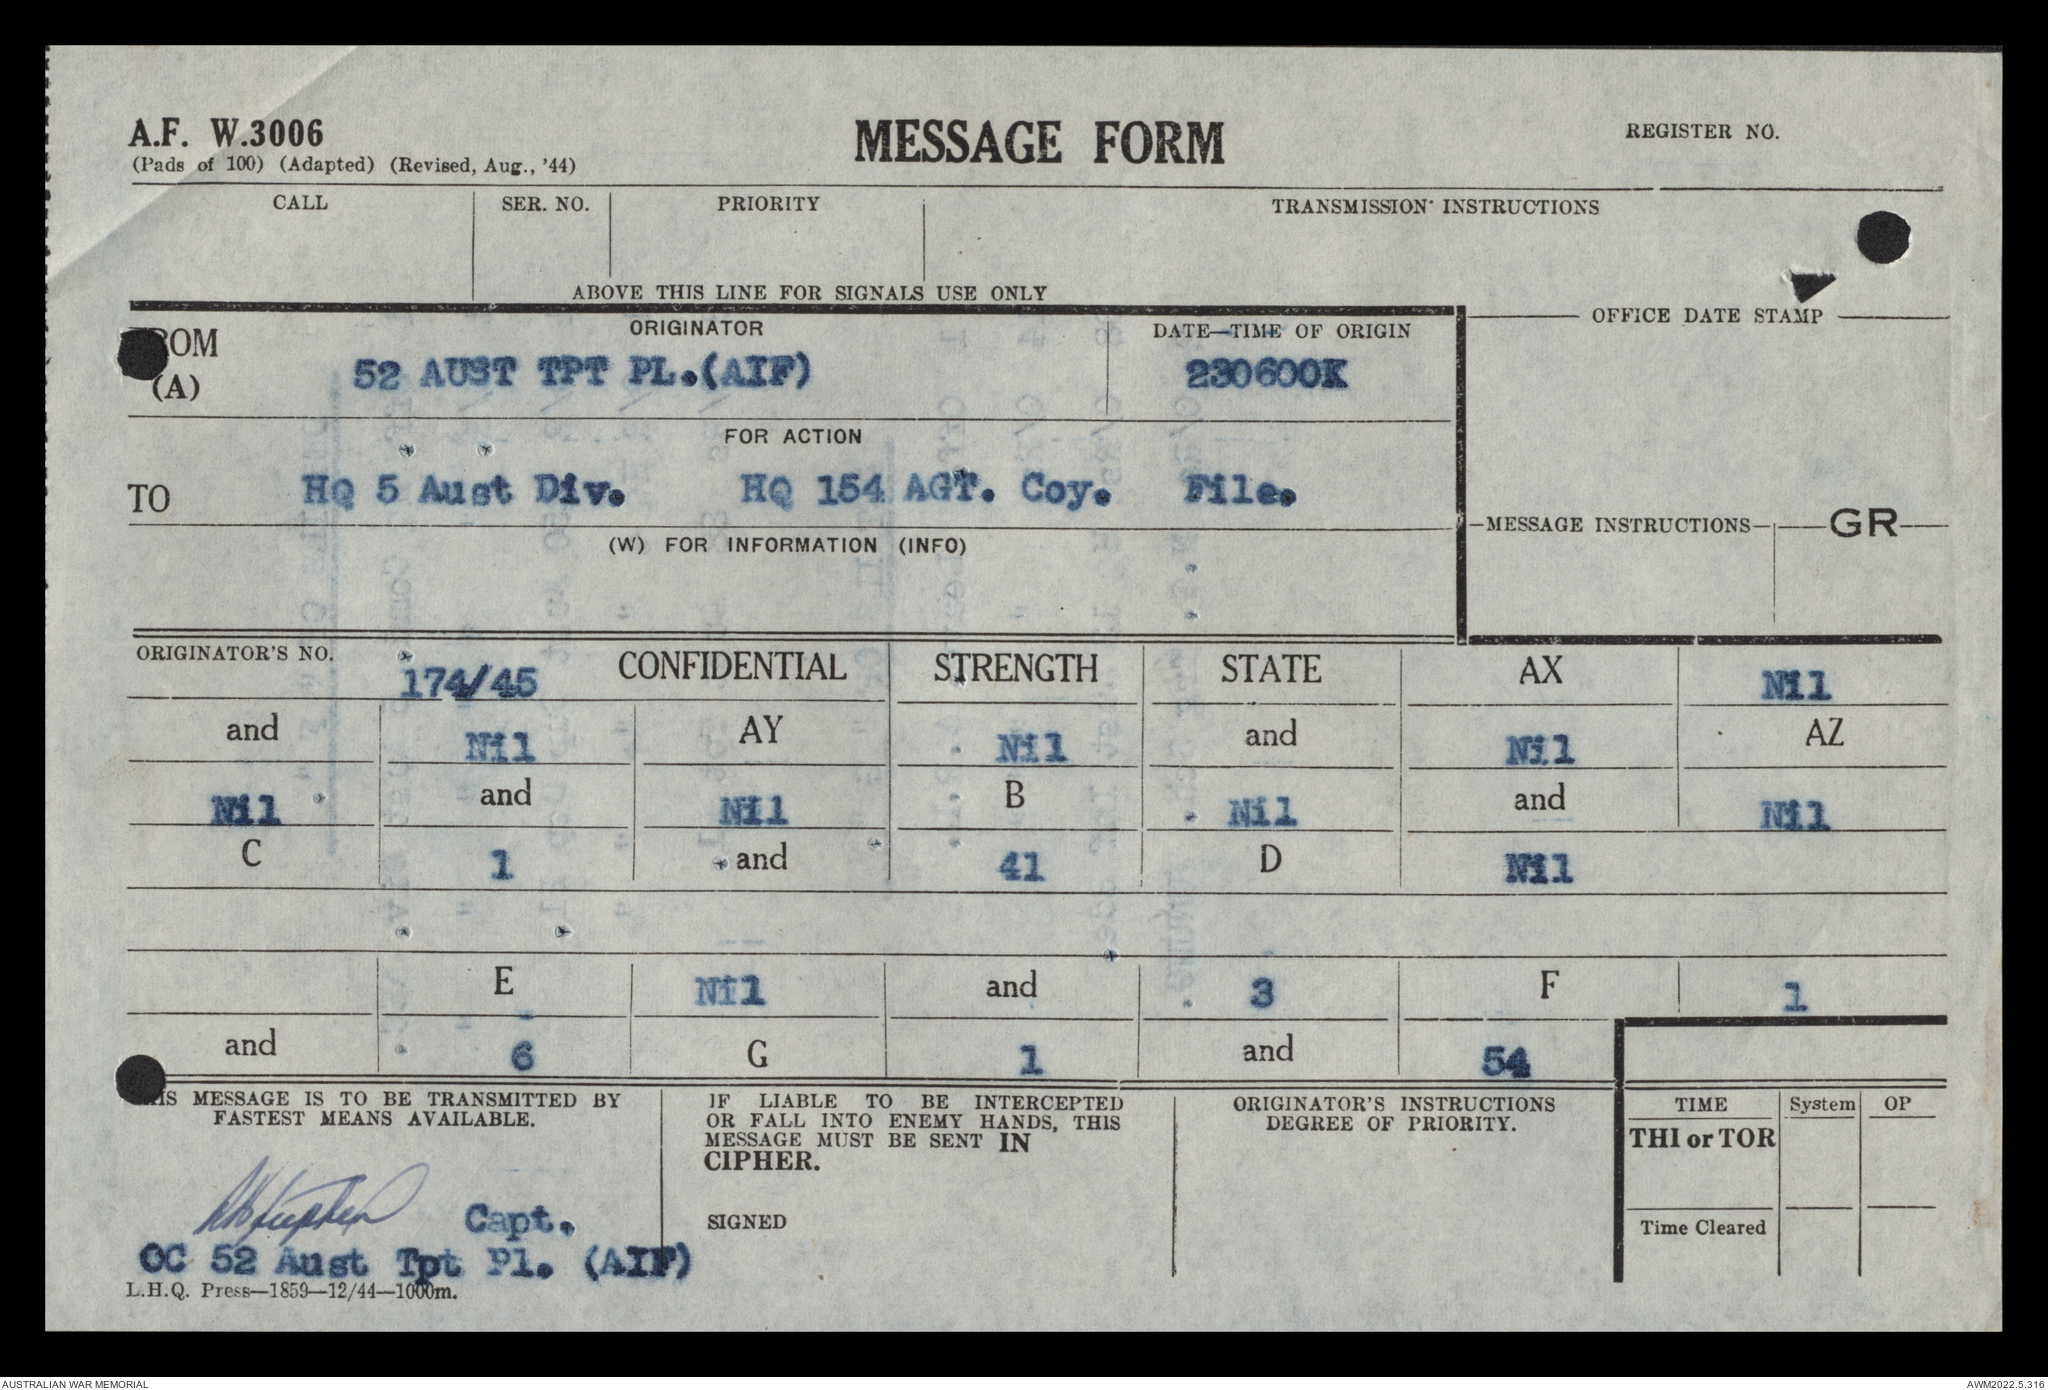 A.F. W.3006 MESSAGE FORM REGISTER NO.
(Pads of 100) (Adapted) (Revised, Aug., '44)
CALL SER. NO. PRIORITY TRANSMISSION INSTRUCTIONS
ABOVE THIS LINE FOR SIGNALS USE ONLY
ORIGINATOR DATE—TIME OF ORIGIN OFFICE DATE STAMP
OM
(A) 52 AUST TPT PL.(AIF) 230600K
FOR ACTION
TO HQ 5 Aust Div. HQ 154 AGT. Coy. File.
MESSAGE INSTRUCTIONS GR
(W) FOR INFORMATION (INFO)
ORIGINATOR'S NO. 174/45 CONFIDENTIAL STRENGTH STATE AX Nil
and Nil AY Nil and Nil AZ
Nil and Nil B Nil and Nil
C 1 and 41 D Nil
E Nil and 3 F 1
and 6 G 1 and 54
THIS MESSAGE IS TO BE TRANSMITTED BY
FASTEST MEANS AVAILABLE.
IF LIABLE TO BE INTERCEPTED
OR FALL INTO ENEMY HANDS, THIS
MESSAGE MUST BE SENT IN
CIPHER.
SIGNED
ORIGINATOR'S INSTRUCTIONS
DEGREE OF PRIORITY.
TIME System OP
THI or TOR
Time Cleared
Capt.
OC 52 Aust Tpt Pl. (AIF)
L.H.Q. Press—1859—12/44—1000m.
AUSTRALIAN WAR MEMORIAL AWM2022.5.316